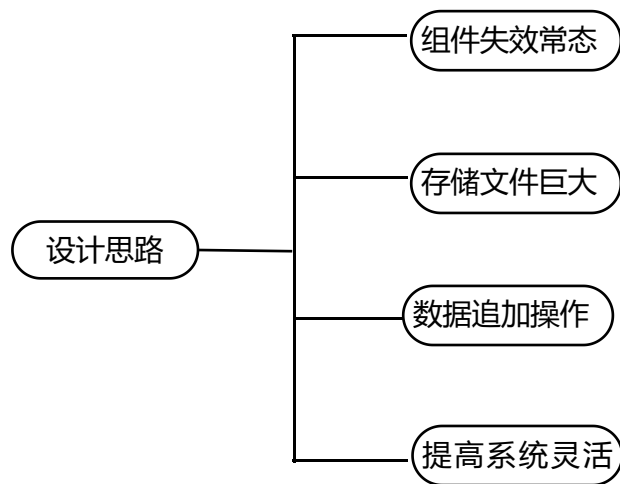 组件失效常态
存储文件巨大
设计思路
数据追加操作
提高系统灵活